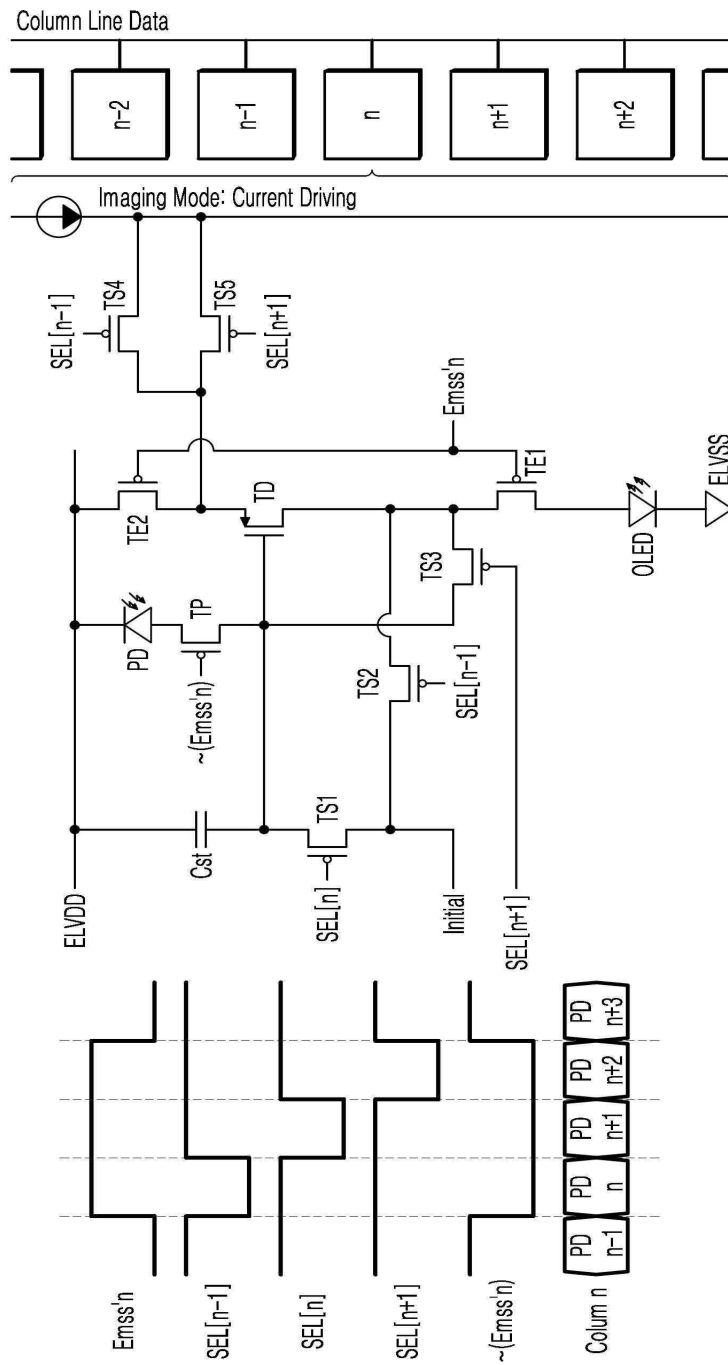 Column Line Data
n-2
n-1
n
n+1
n+2
Imaging Mode: Current Driving
SEL[n-1]
TS4
TS5
SEL[n+1]
Emss'n
TE2
TD
TE1
ELVSS
OLED
PD
TP
~(Emss'n)
TS3
TS2
SEL[n-1]
Cst
TS1
SEL[n]
ELVDD
Initial
SEL[n+1]
Emss'n
SEL[n-1]
SEL[n]
SEL[n+1]
~(Emss'n)
Colum n
PD
n-1
PD
n
PD
n+1
PD
n+2
PD
n+3